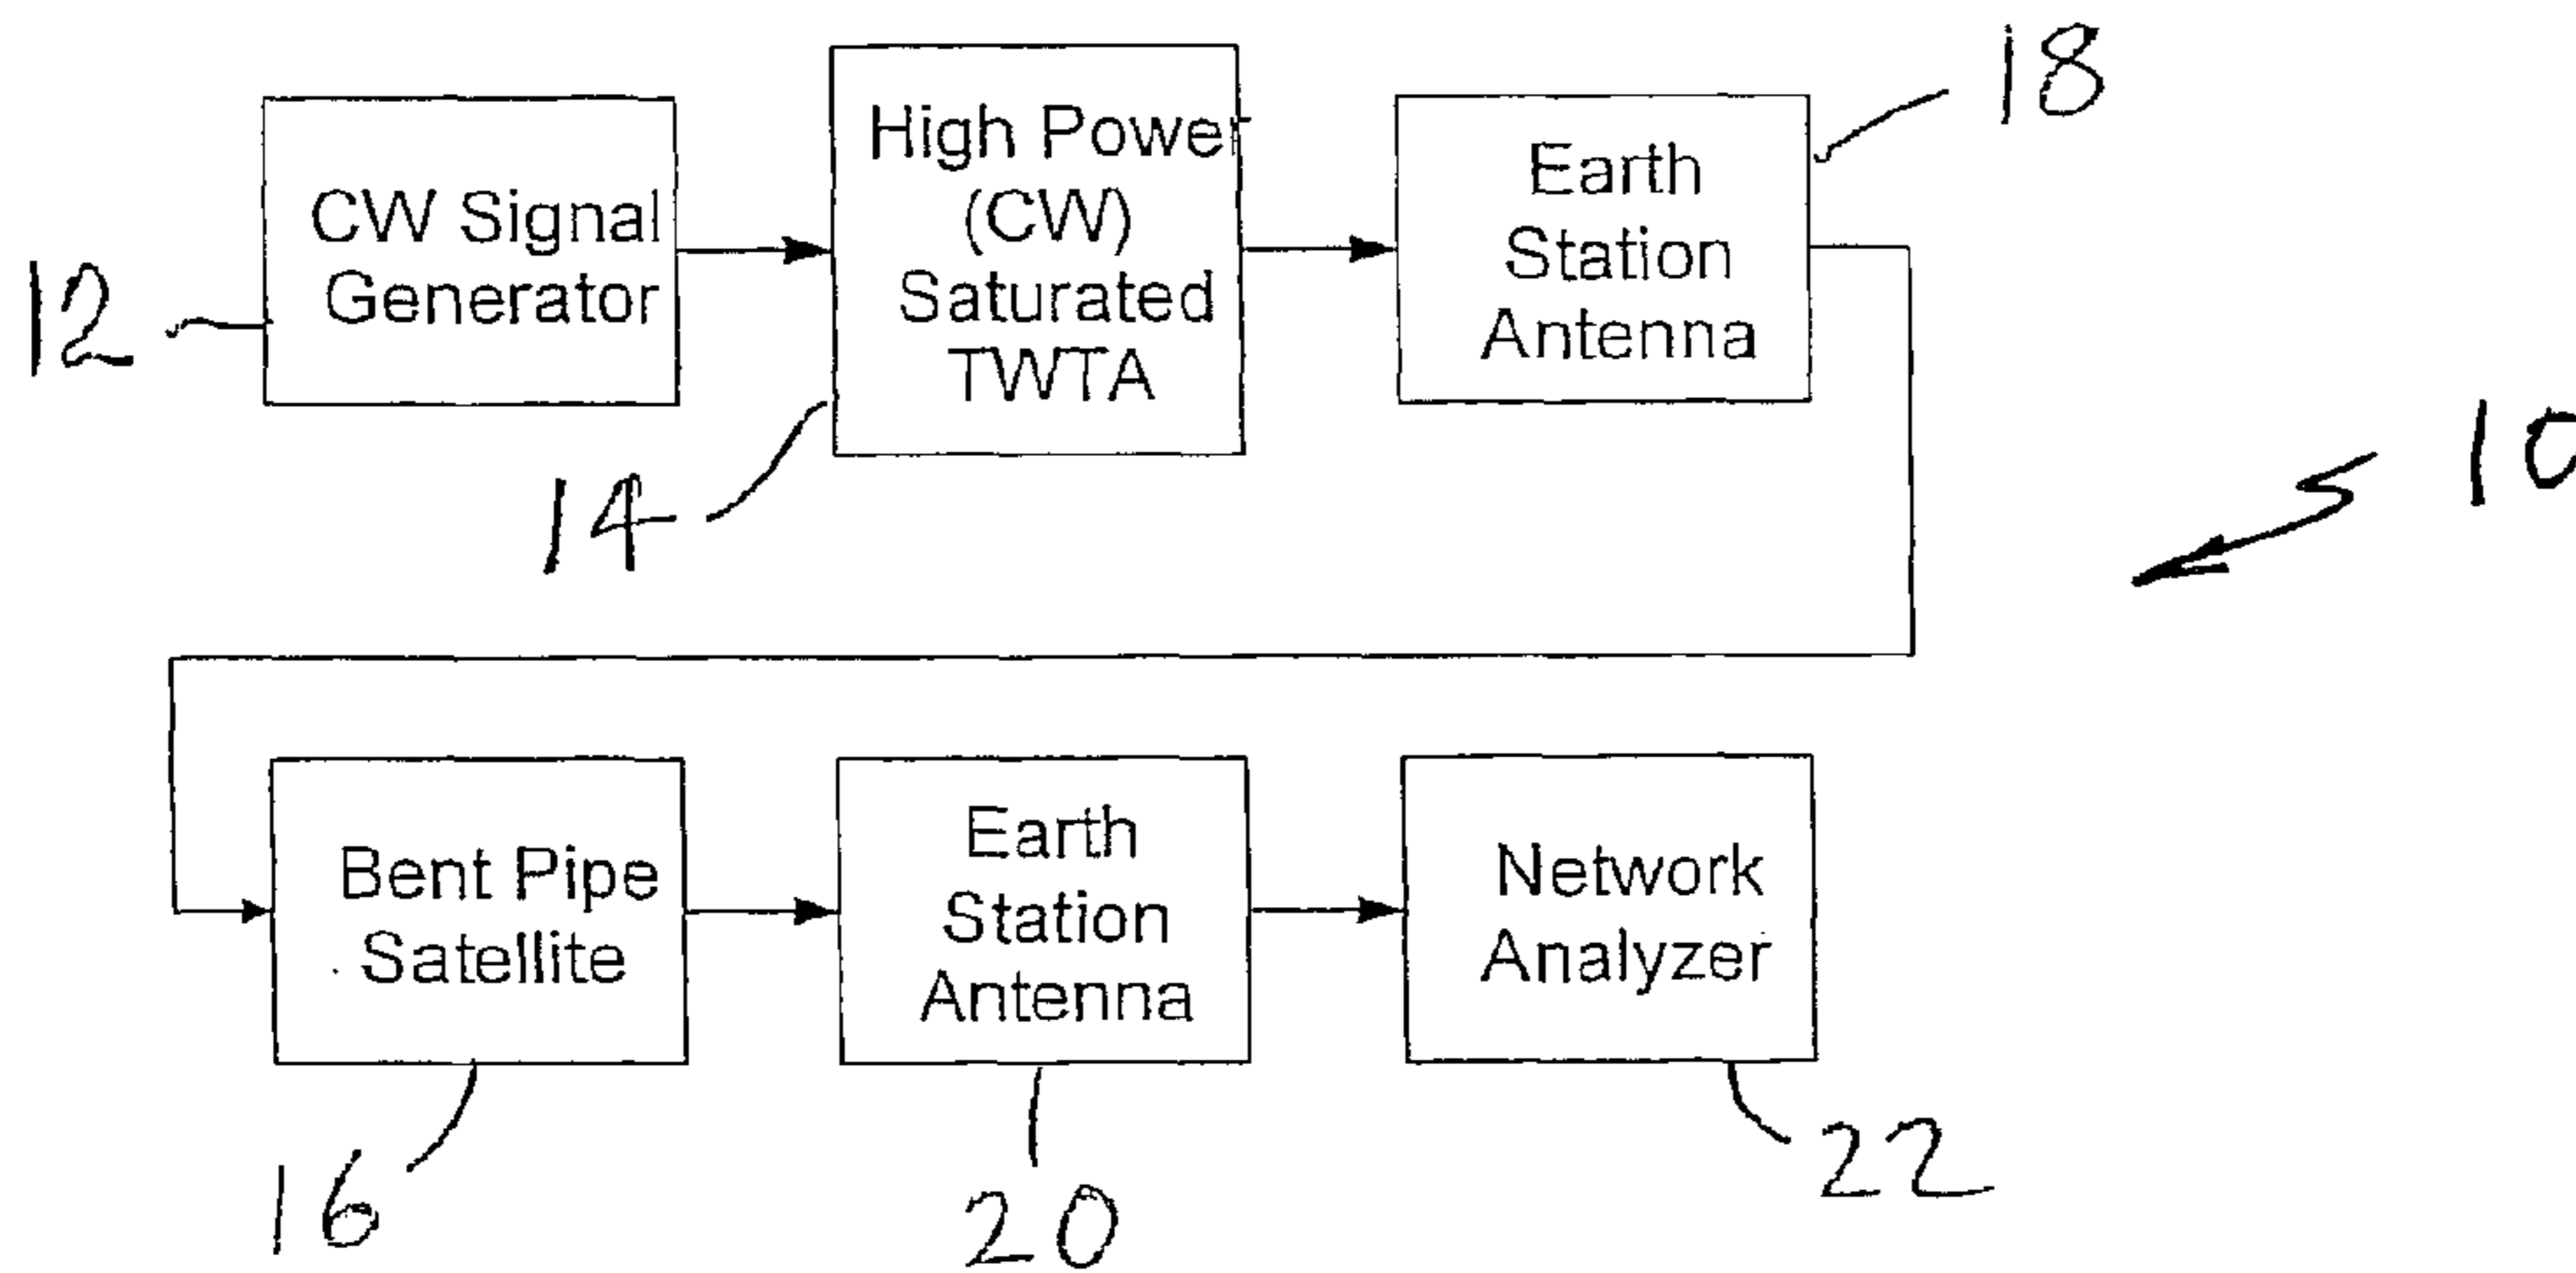 18
CW Signal
Generator
High Power
(CW)
Saturated
TWTA
Earth
Station
Antenna
12
14
10
Bent Pipe
Satellite
Earth
Station
Antenna
Network
Analyzer
16
20
22